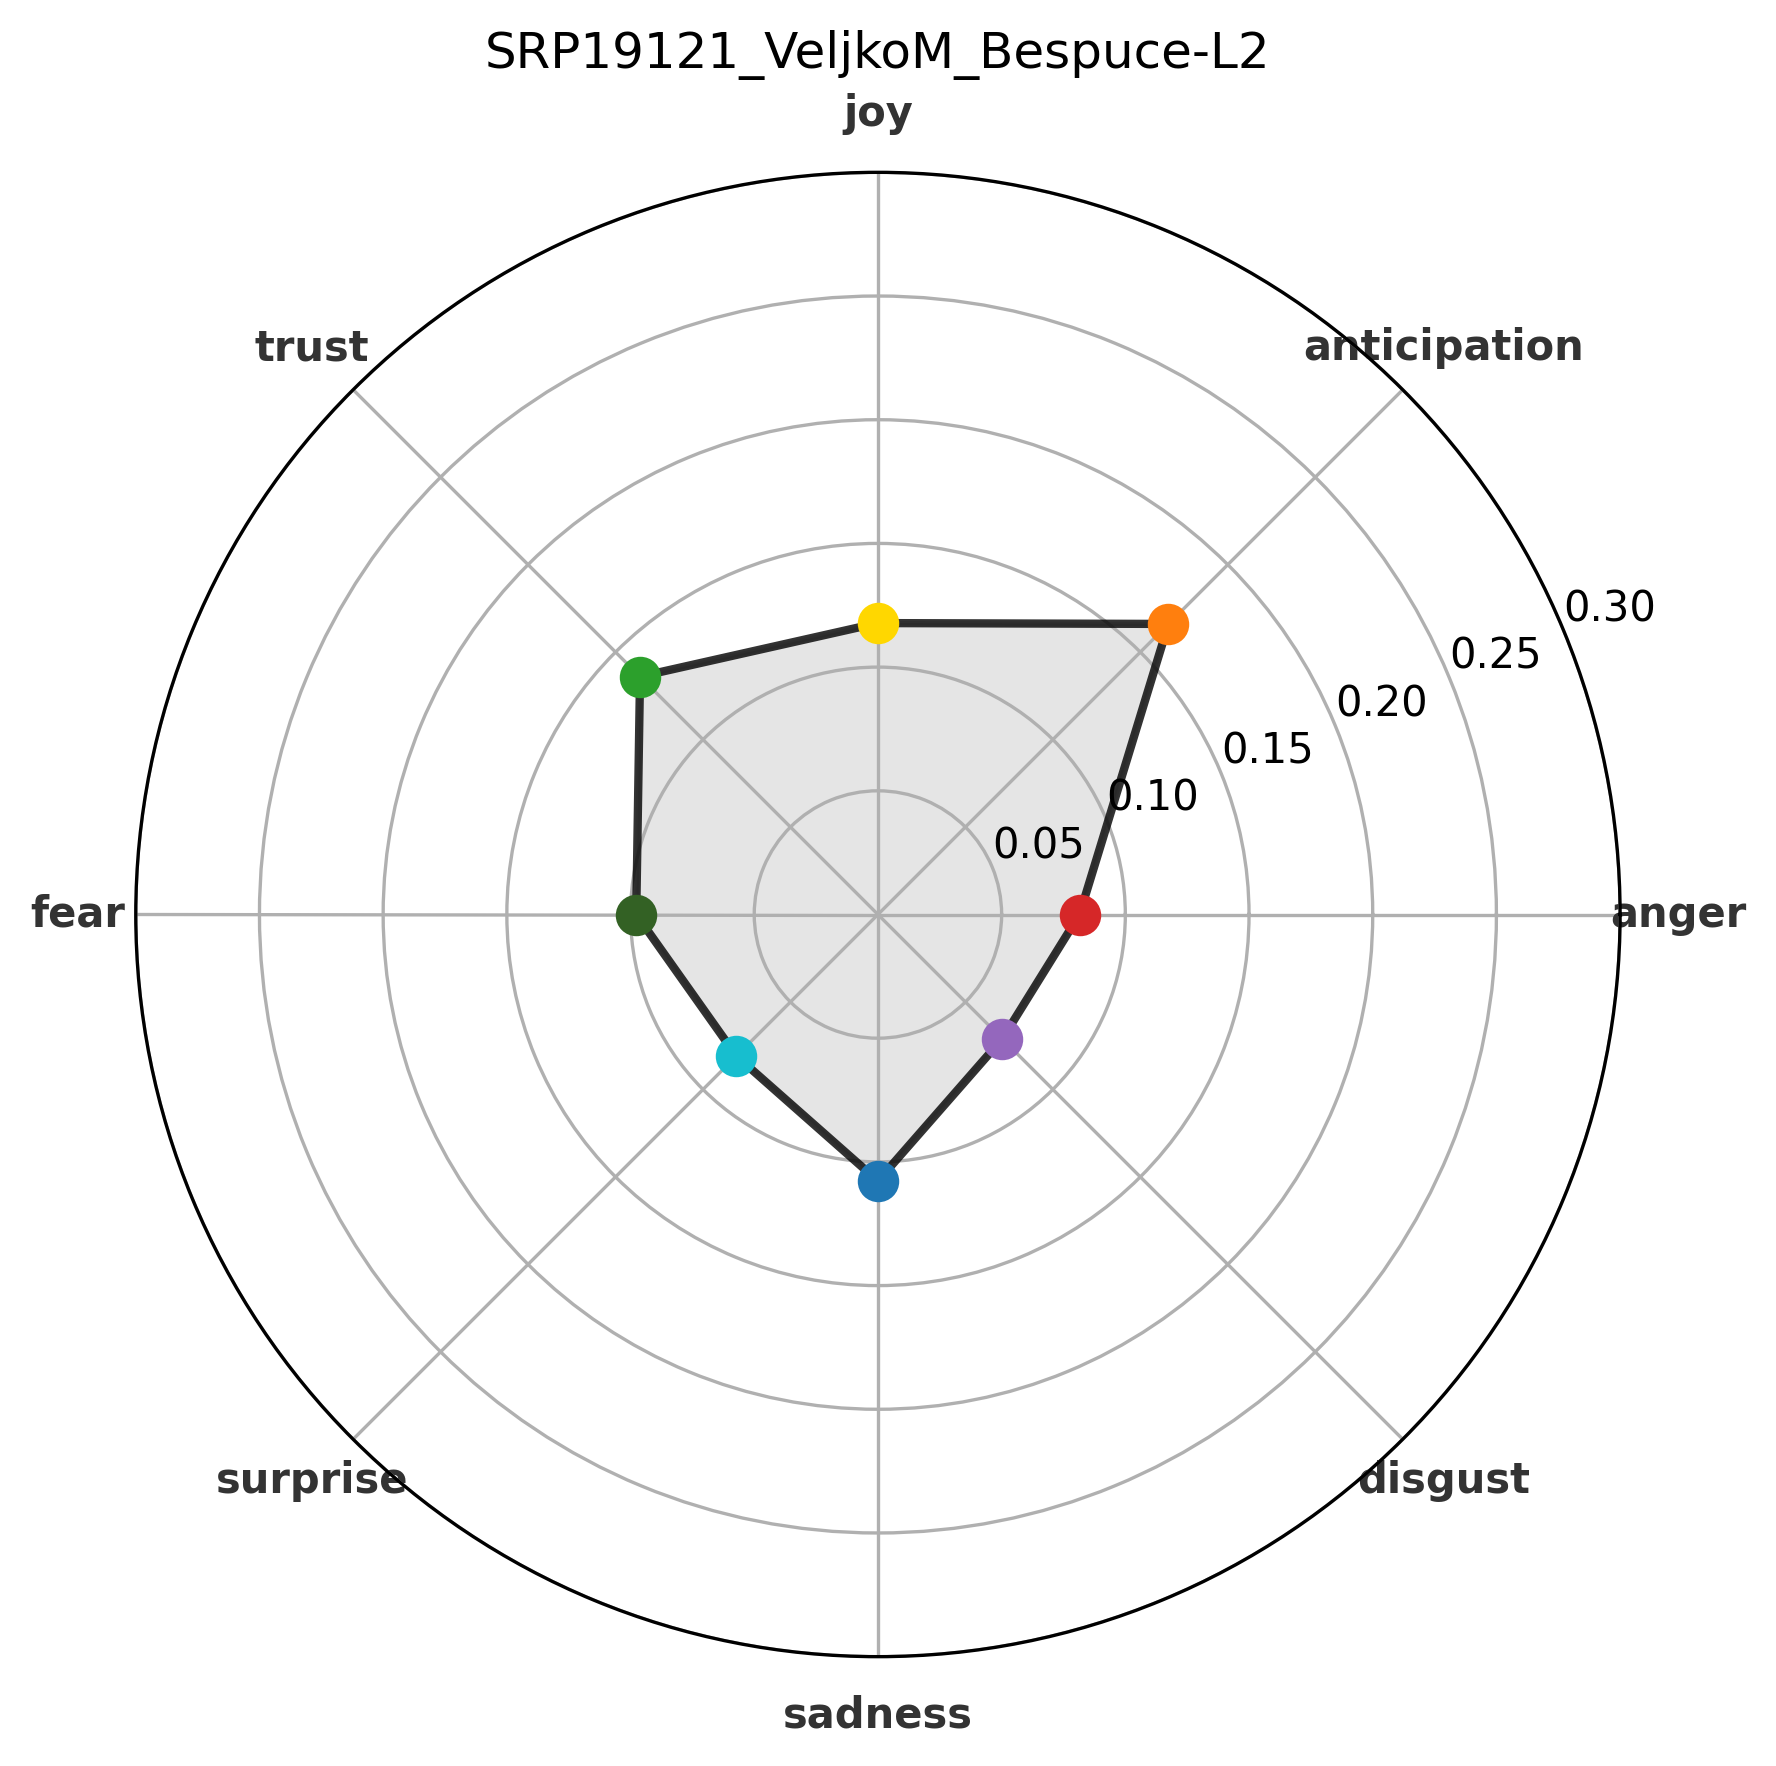 SRP19121_VeljkoM_Bespuce-L2
joy
trust
anticipation
0.30
0.25
0.20
0.15
0.10
0.05
fear
anger
surprise
disgust
sadness